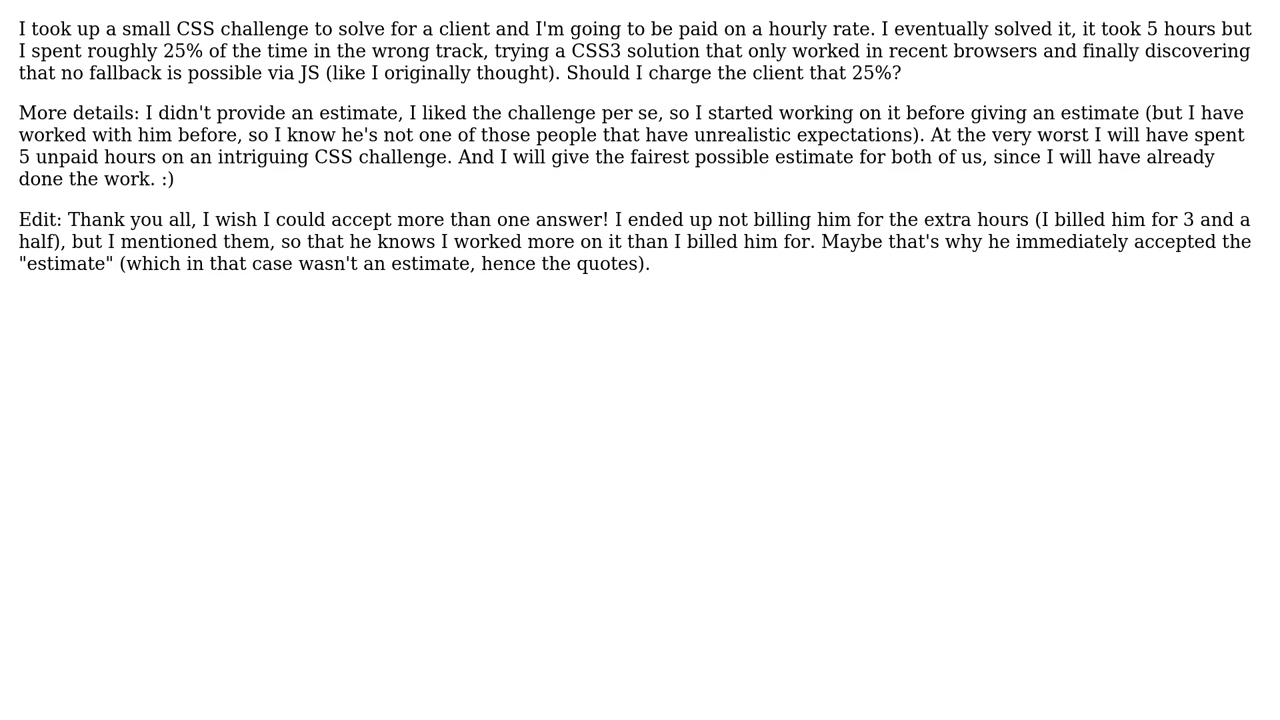 I took up a small CSS challenge to solve for a client and I'm going to be paid on a hourly rate. I eventually solved it, it took 5 hours but
I spent roughly 25% of the time in the wrong track, trying a CSS3 solution that only worked in recent browsers and finally discovering
that no fallback is possible via JS (like I originally thought). Should I charge the client that 25%?
More details: I didn't provide an estimate, I liked the challenge per se, so I started working on it before giving an estimate (but I have
worked with him before, so I know he's not one of those people that have unrealistic expectations). At the very worst I will have spent
5 unpaid hours on an intriguing CSS challenge. And I will give the fairest possible estimate for both of us, since I will have already
done the work. :)
Edit: Thank you all, I wish I could accept more than one answer! I ended up not billing him for the extra hours (I billed him for 3 and a
half), but I mentioned them, so that he knows I worked more on it than I billed him for. Maybe that's why he immediately accepted the
"estimate" (which in that case wasn't an estimate, hence the quotes).